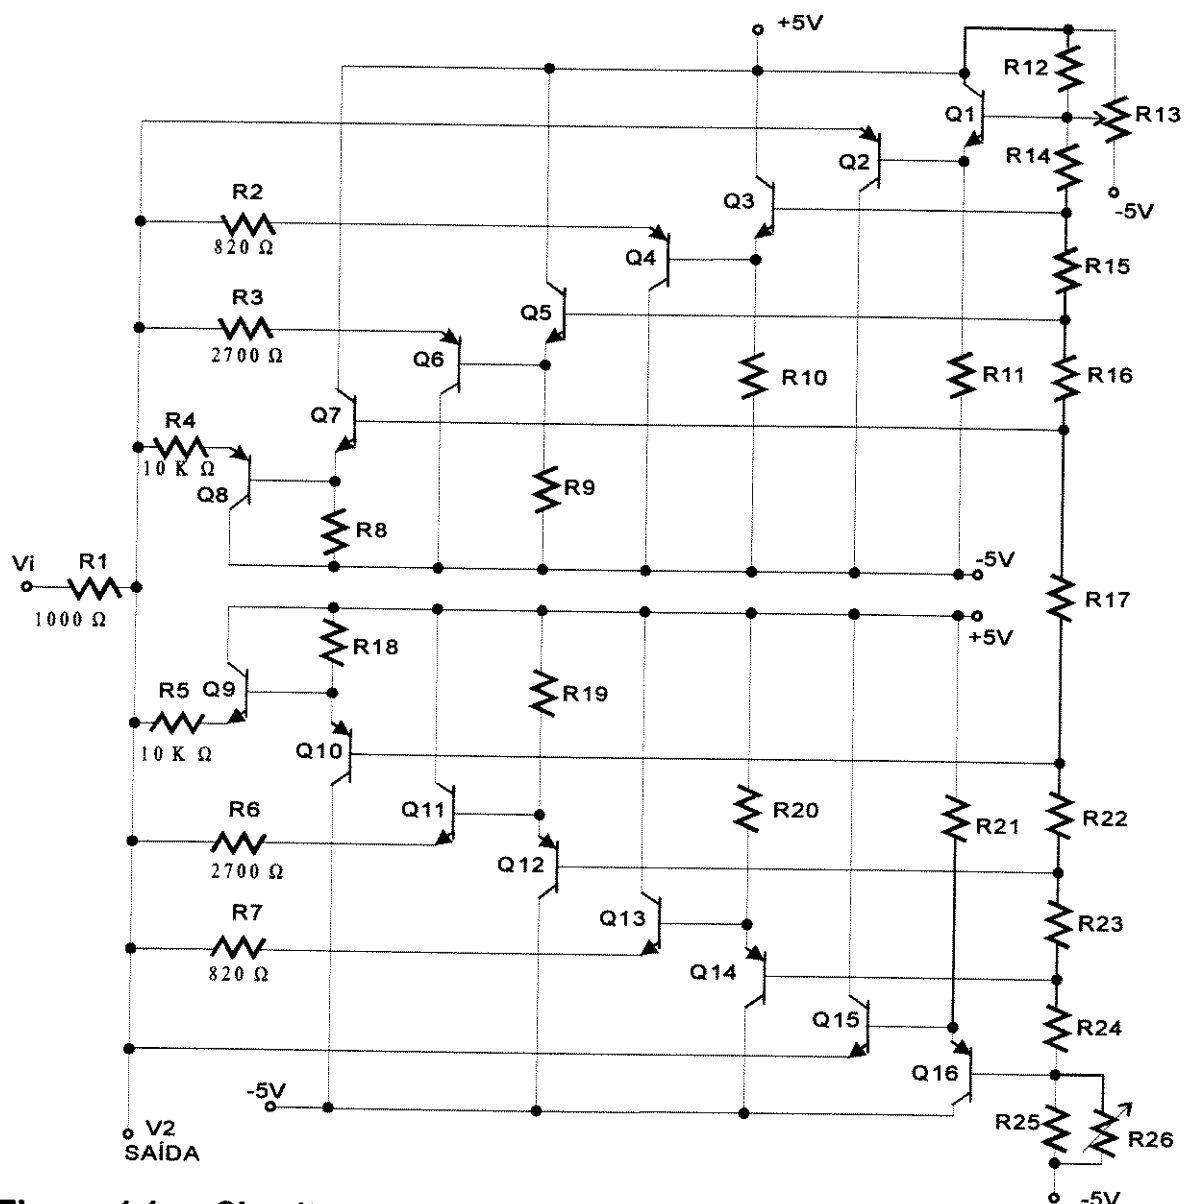 +5V
R12
Q1
R13
Q2
R14
R2
Q3
-5V
820 Ω
Q4
R15
R3
Q5
2700 Ω
Q6
R10
R11
R16
R4
Q7
10 K Ω
Q8
R9
R8
Vi
R1
-5V
1000 Ω
R17
+5V
R18
R5
Q9
R19
10 K Ω
Q10
R6
Q11
R20
R21
R22
2700 Ω
Q12
R7
Q13
R23
820 Ω
Q14
Q15
R24
Q16
-5V
V2
SAÍDA
R25
R26
-5V